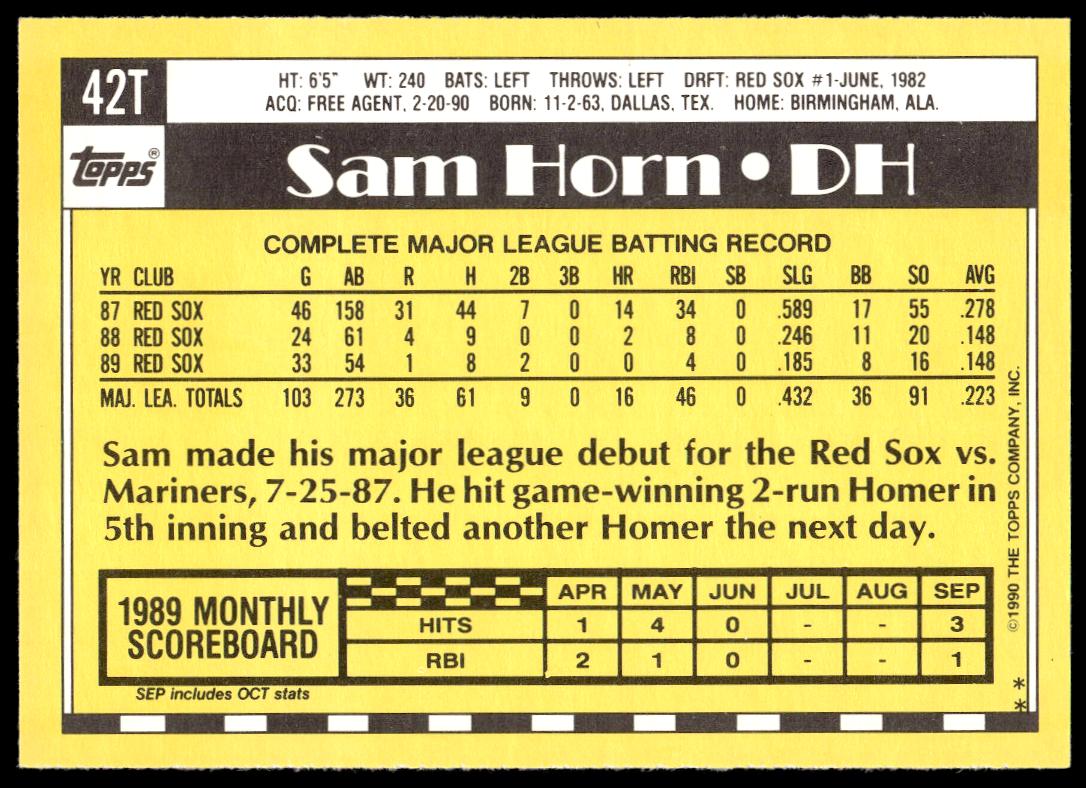 42T
HT: 6'5" WT: 240 BATS: LEFT THROWS: LEFT DRFT: RED SOX #1-JUNE, 1982
ACQ: FREE AGENT, 2-20-90 BORN: 11-2-63, DALLAS, TEX. HOME: BIRMINGHAM, ALA.
topps®
Sam Horn • DH
COMPLETE MAJOR LEAGUE BATTING RECORD
YR CLUB G AB R H 2B 3B HR RBI SB SLG BB SO AVG
87 RED SOX 46 158 31 44 7 0 14 34 0 .589 17 55 .278
88 RED SOX 24 61 4 9 0 0 2 8 0 .246 11 20 .148
89 RED SOX 33 54 1 8 2 0 0 4 0 .185 8 16 .148
MAJ. LEA. TOTALS 103 273 36 61 9 0 16 46 0 .432 36 91 .223
Sam made his major league debut for the Red Sox vs.
Mariners, 7-25-87. He hit game-winning 2-run Homer in
5th inning and belted another Homer the next day.
1989 MONTHLY
SCOREBOARD
APR MAY JUN JUL AUG SEP
HITS 1 4 0 - - 3
RBI 2 1 0 - - 1
SEP includes OCT stats
©1990 THE TOPPS COMPANY, INC.
**